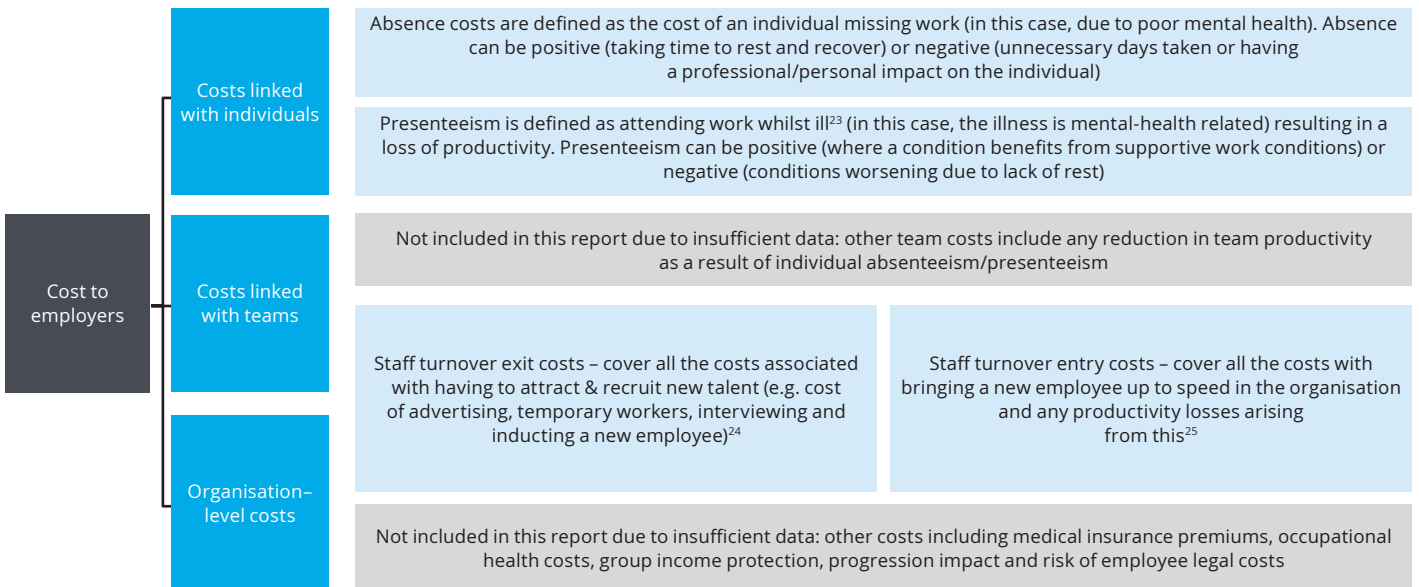 Cost to
employers
Costs linked
with individuals
Absence costs are defined as the cost of an individual missing work (in this case, due to poor mental health). Absence
can be positive (taking time to rest and recover) or negative (unnecessary days taken or having
a professional/personal impact on the individual)
Presenteeism is defined as attending work whilst ill²³ (in this case, the illness is mental-health related) resulting in a
loss of productivity. Presenteeism can be positive (where a condition benefits from supportive work conditions) or
negative (conditions worsening due to lack of rest)
Costs linked
with teams
Not included in this report due to insufficient data: other team costs include any reduction in team productivity
as a result of individual absenteeism/presenteeism
Staff turnover exit costs – cover all the costs associated
with having to attract & recruit new talent (e.g. cost
of advertising, temporary workers, interviewing and
inducting a new employee)²⁴
Staff turnover entry costs – cover all the costs with
bringing a new employee up to speed in the organisation
and any productivity losses arising
from this²⁵
Organisation–
level costs
Not included in this report due to insufficient data: other costs including medical insurance premiums, occupational
health costs, group income protection, progression impact and risk of employee legal costs